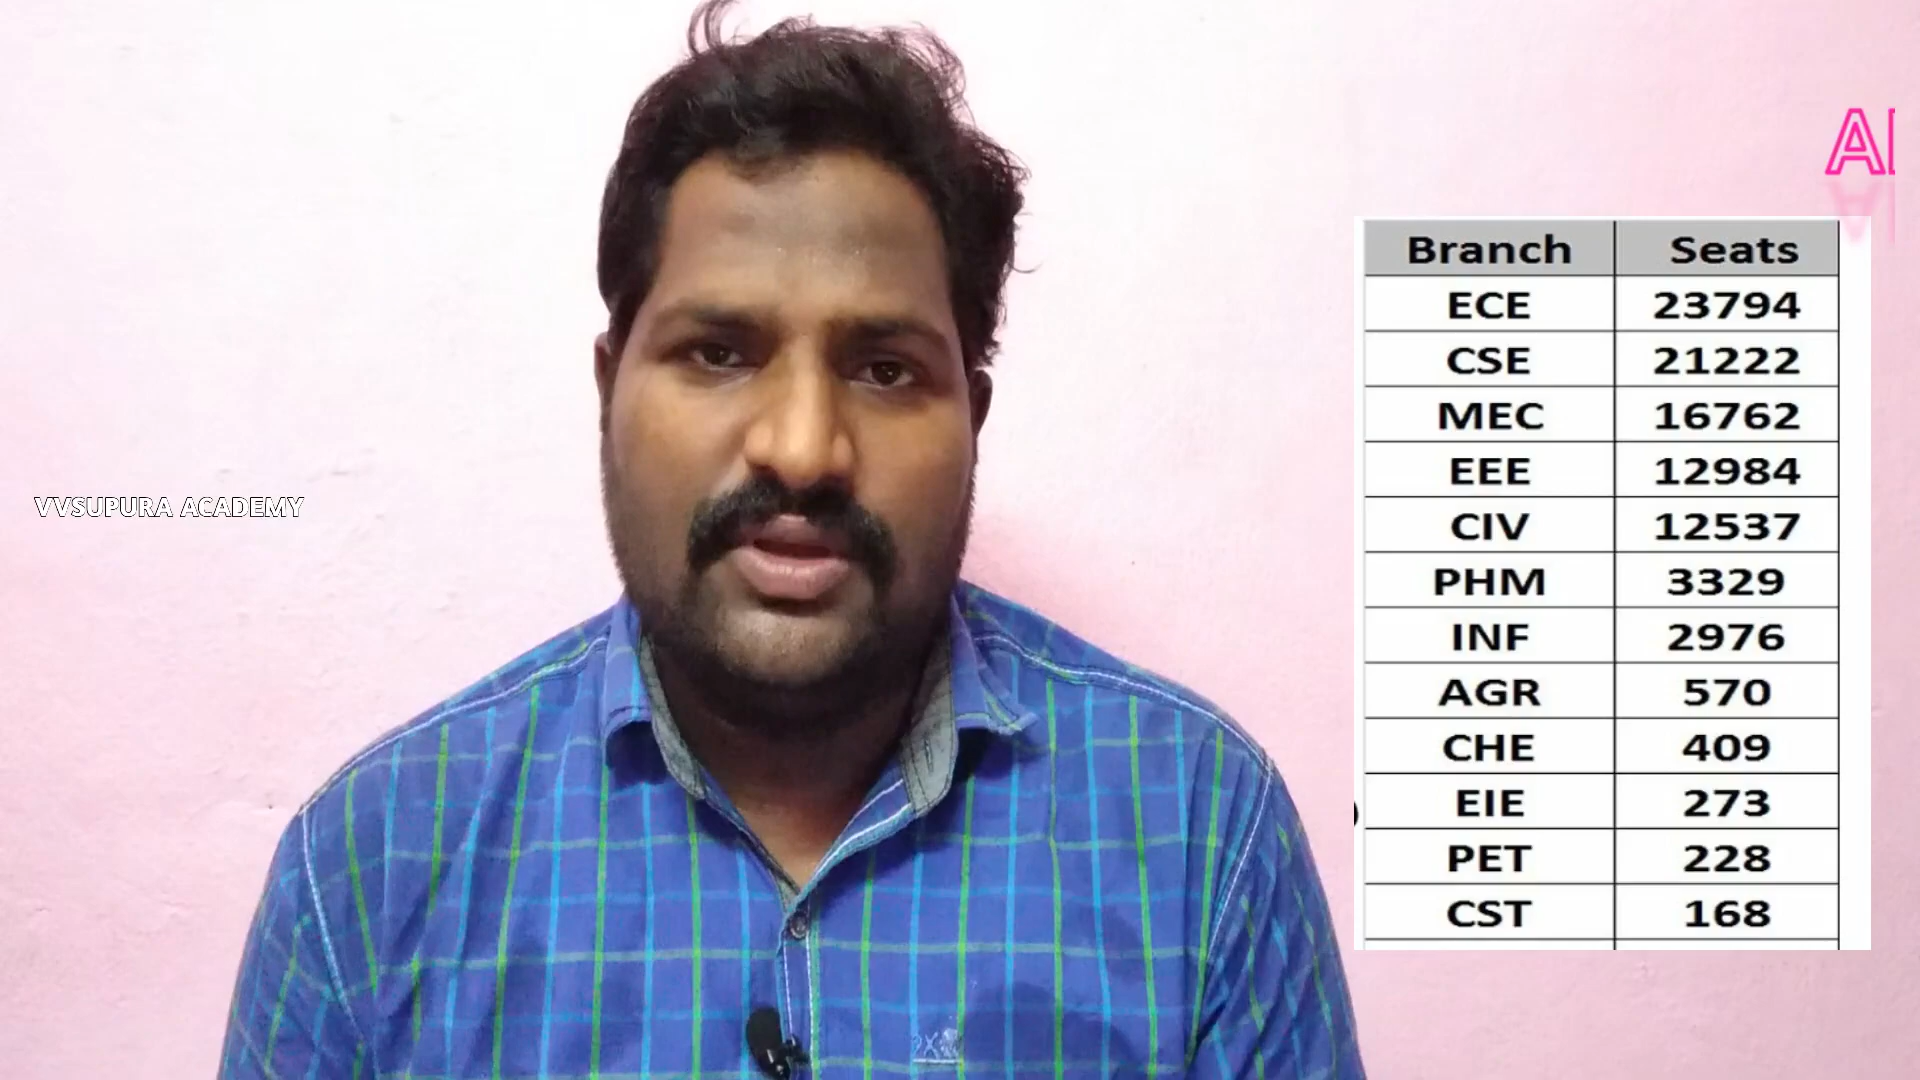 VVSUPURA ACADEMY
Branch Seats
ECE 23794
CSE 21222
MEC 16762
EEE 12984
CIV 12537
PHM 3329
INF 2976
AGR 570
CHE 409
EIE 273
PET 228
CST 168